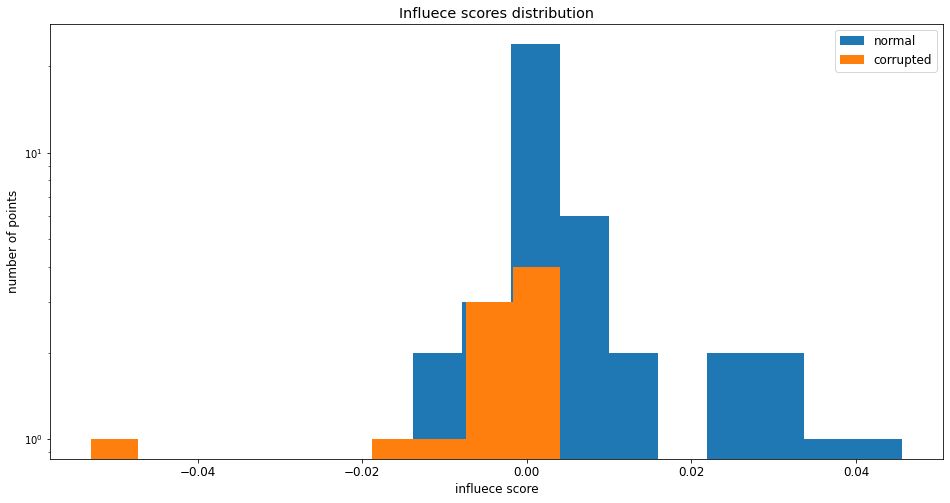 Influece scores distribution
normal
corrupted
number of points
10¹
10⁰
−0.04
−0.02
0.00
0.02
0.04
influece score